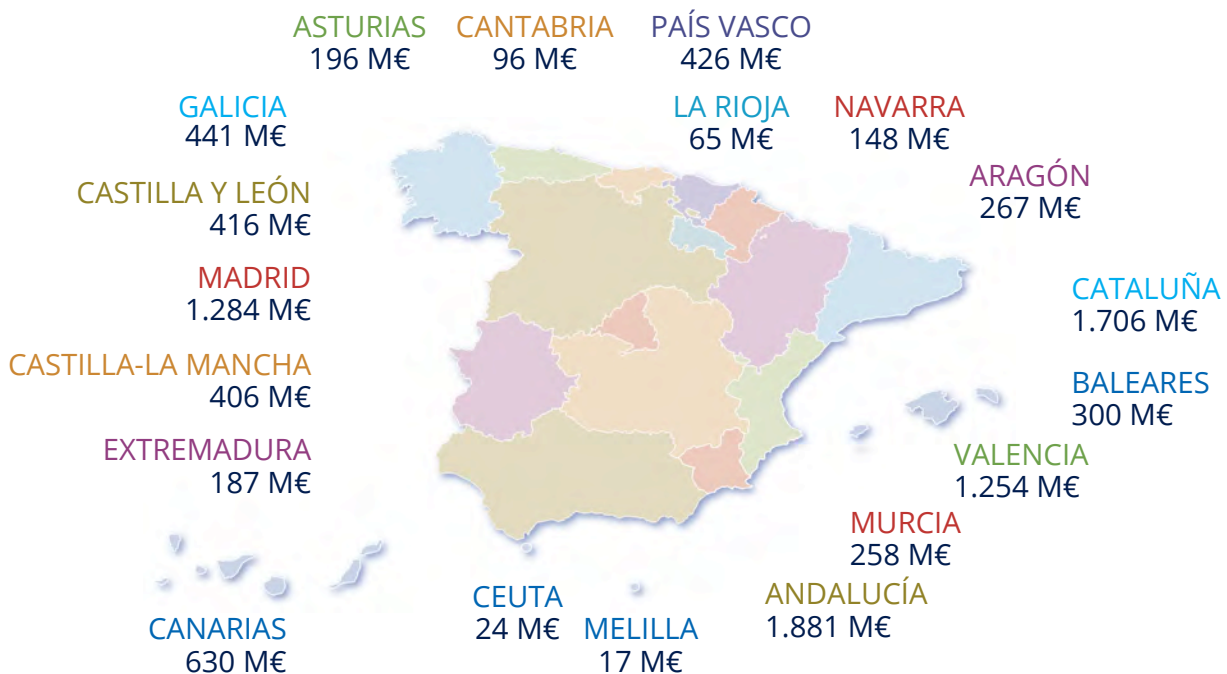 ASTURIAS
196 M€
CANTABRIA
96 M€
PAÍS VASCO
426 M€
GALICIA
441 M€
LA RIOJA
65 M€
NAVARRA
148 M€
ARAGÓN
267 M€
CASTILLA Y LEÓN
416 M€
MADRID
1.284 M€
CATALUÑA
1.706 M€
CASTILLA-LA MANCHA
406 M€
BALEARES
300 M€
EXTREMADURA
187 M€
VALENCIA
1.254 M€
MURCIA
258 M€
ANDALUCÍA
1.881 M€
CEUTA
24 M€
MELILLA
17 M€
CANARIAS
630 M€